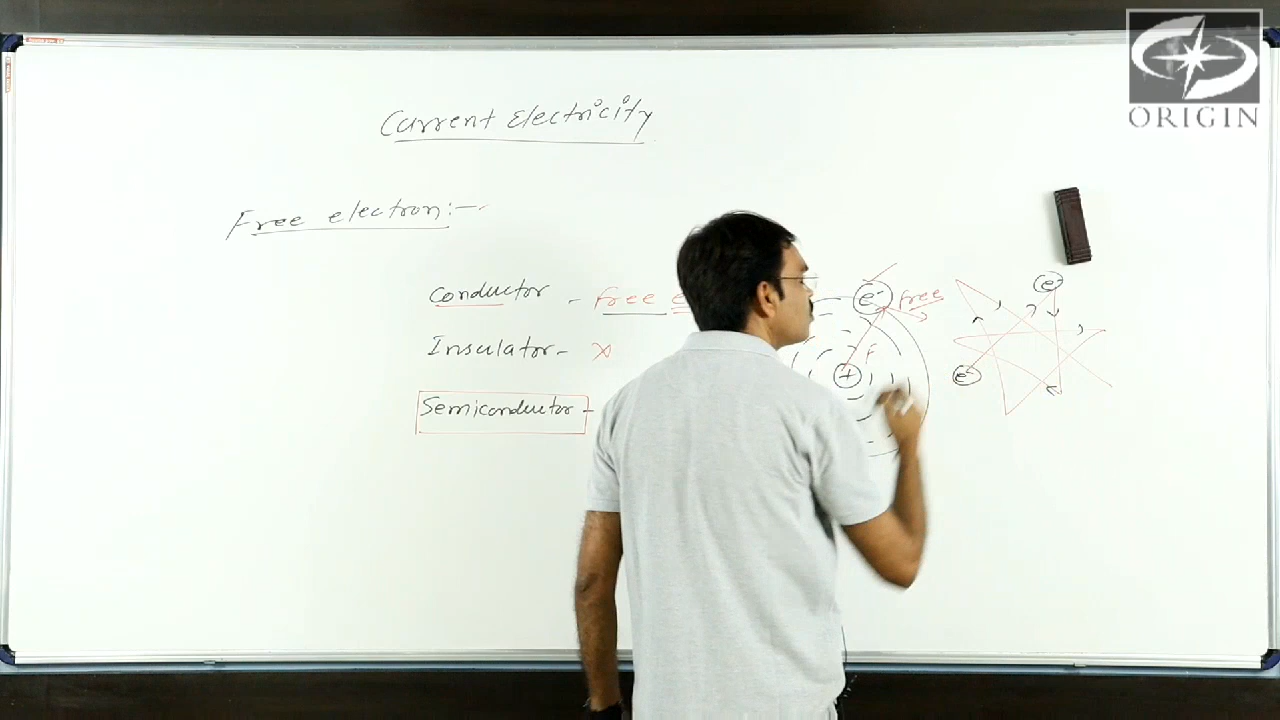 ORIGIN
Current Electricity
Free electron:-
Conductor - free e
Insulator - x
Semiconductor -
e- free
F
+
e-
e-